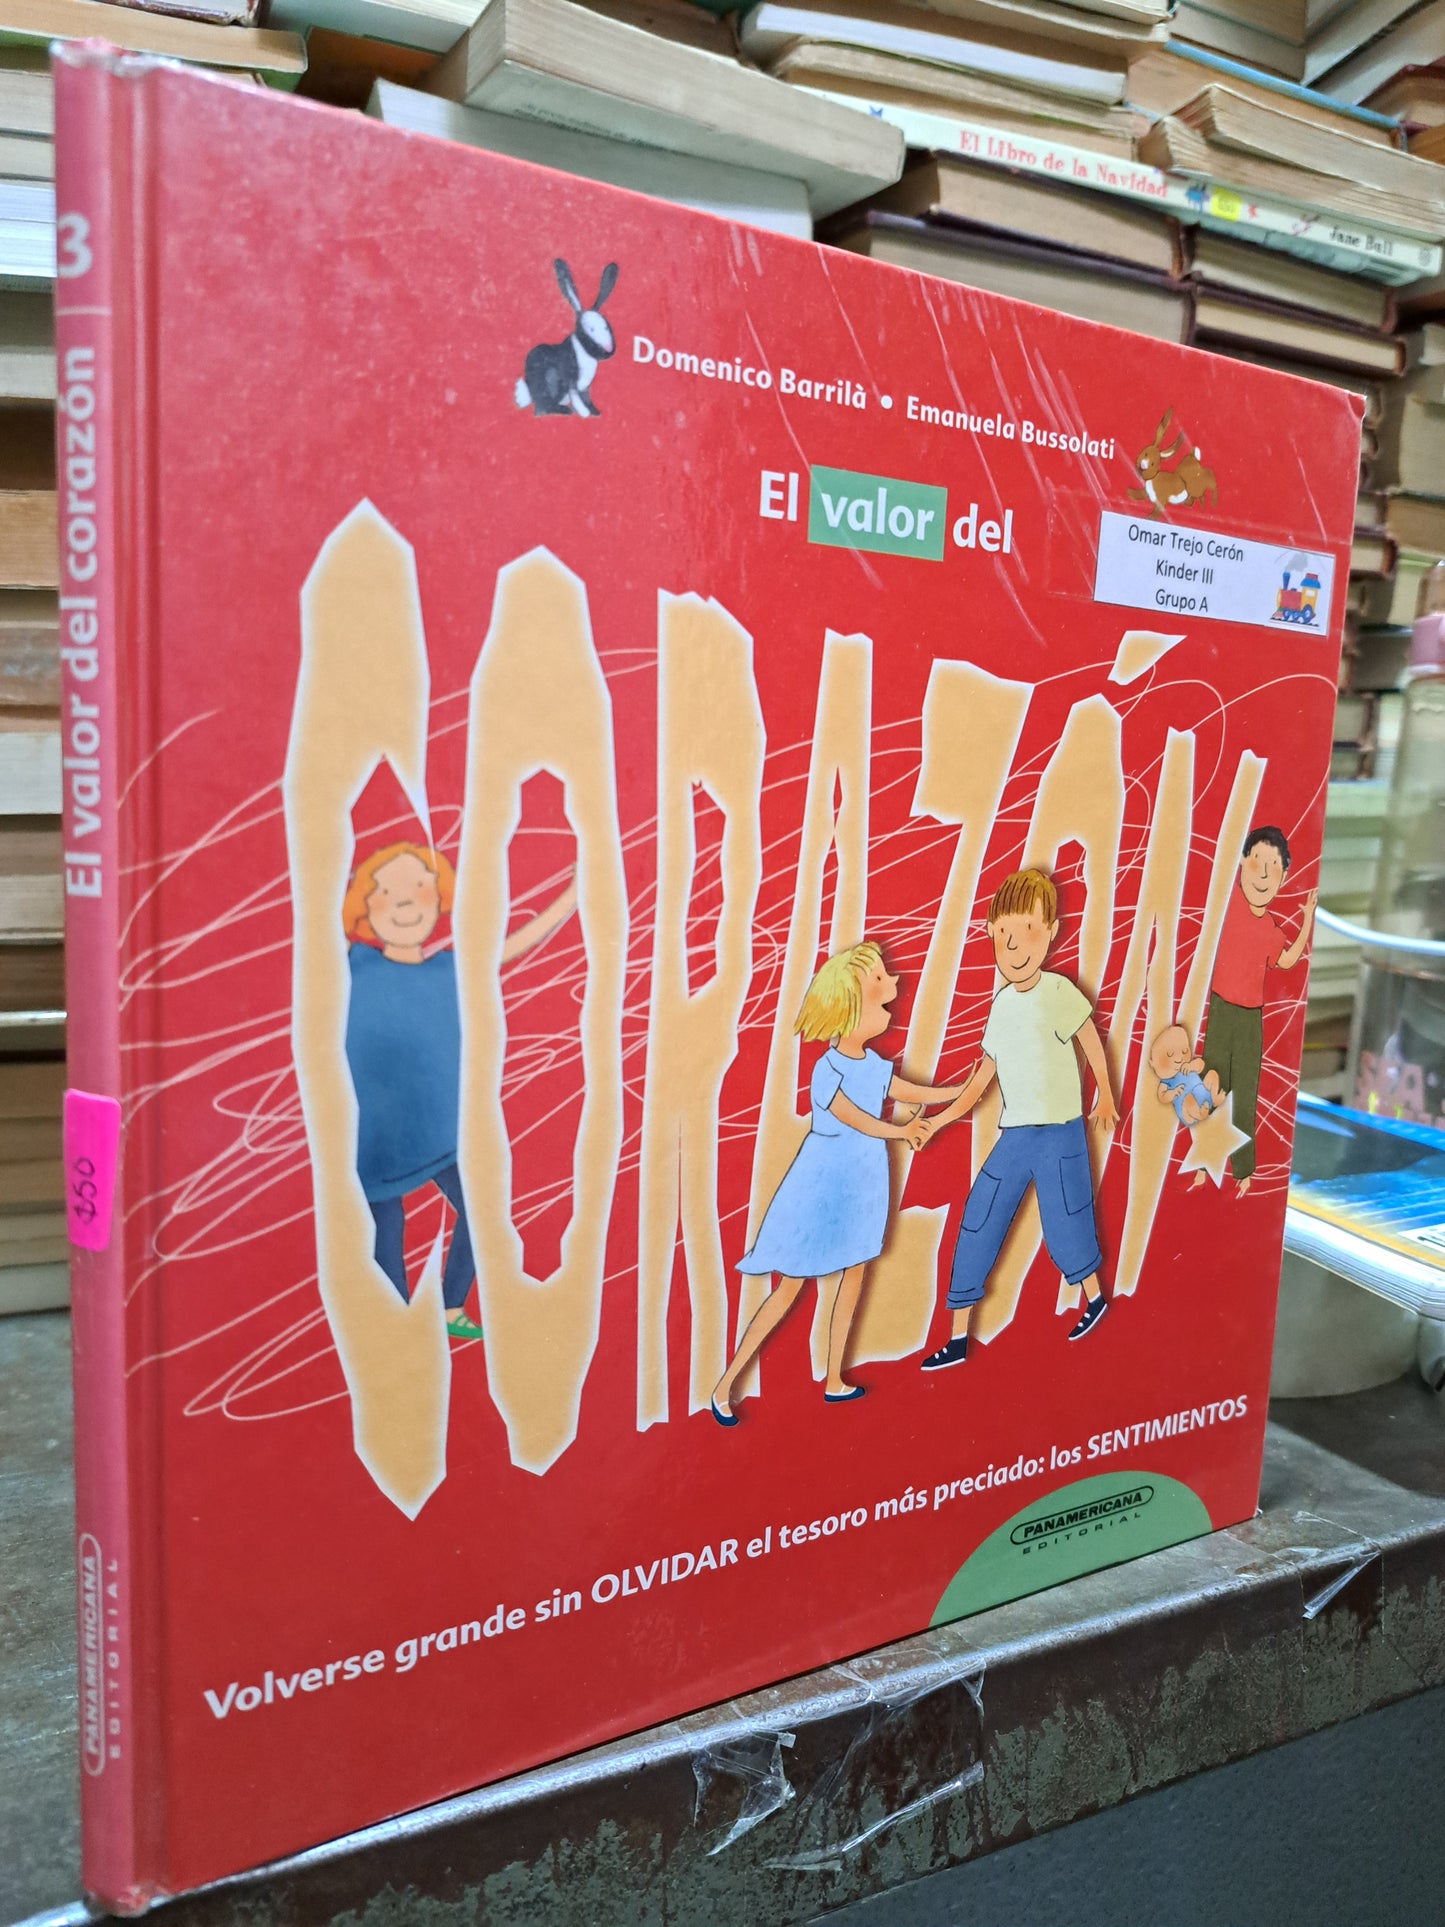 El Libro de la Navidad
Jane Ball
3
El valor del corazón
$50
PANAMERICANA
EDITORIAL
Domenico Barrilà • Emanuela Bussolati
El valor del
CORAZÓN
Omar Trejo Cerón
Kinder III
Grupo A
Volverse grande sin OLVIDAR el tesoro más preciado: los SENTIMIENTOS
PANAMERICANA
EDITORIAL